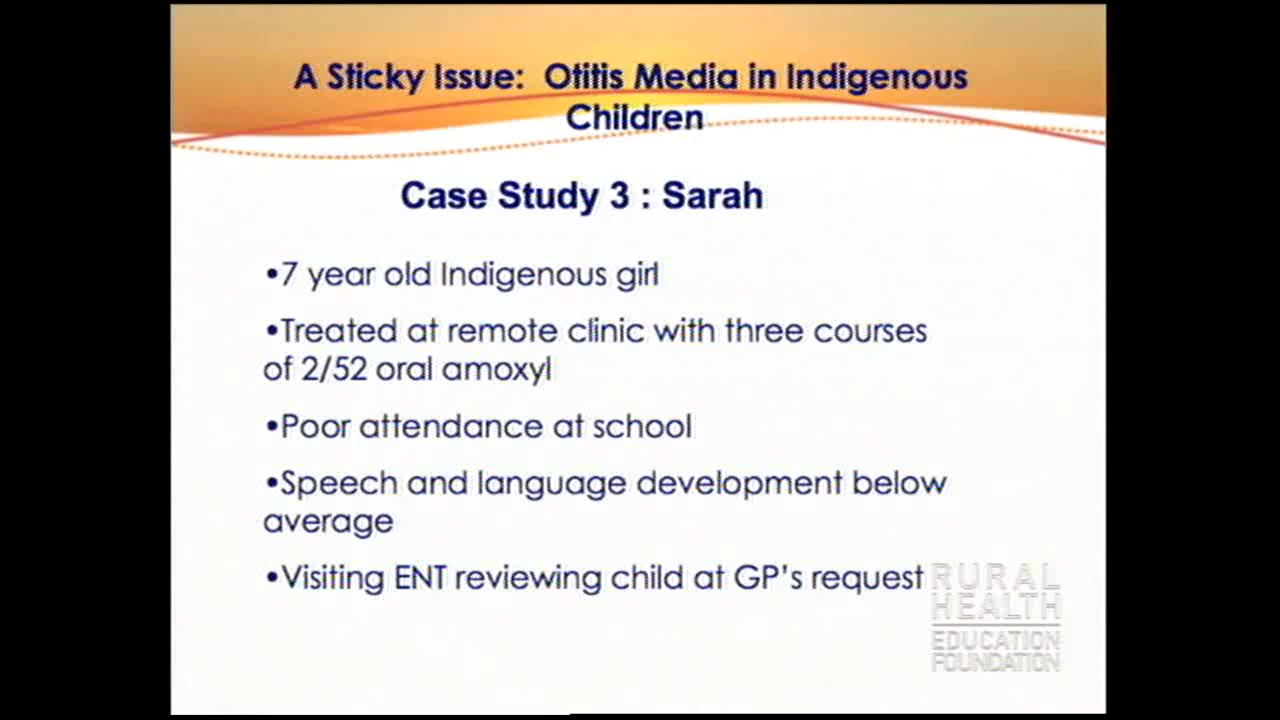 A Sticky Issue: Otitis Media in Indigenous
Children
Case Study 3 : Sarah
•7 year old Indigenous girl
•Treated at remote clinic with three courses
of 2/52 oral amoxyl
•Poor attendance at school
•Speech and language development below
average
•Visiting ENT reviewing child at GP's request
RURAL
HEALTH
EDUCATION
FOUNDATION